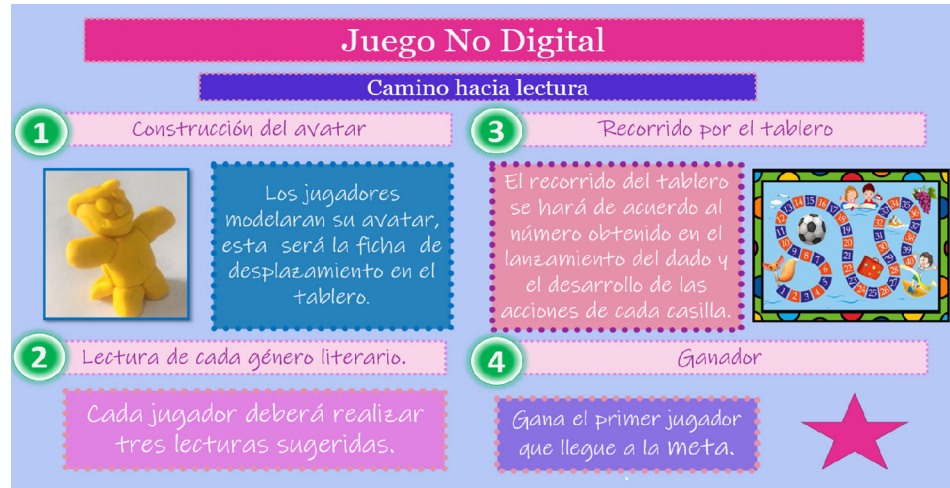 Juego No Digital
Camino hacia lectura
1
Construcción del avatar
Los jugadores
modelaran su avatar,
esta será la ficha de
desplazamiento en el
tablero.
2
Lectura de cada género literario.
Cada jugador deberá realizar
tres lecturas sugeridas.
3
Recorrido por el tablero
El recorrido del tablero
se hará de acuerdo al
número obtenido en el
lanzamiento del dado y
el desarrollo de las
acciones de cada casilla.
4
Ganador
Gana el primer jugador
que llegue a la meta.